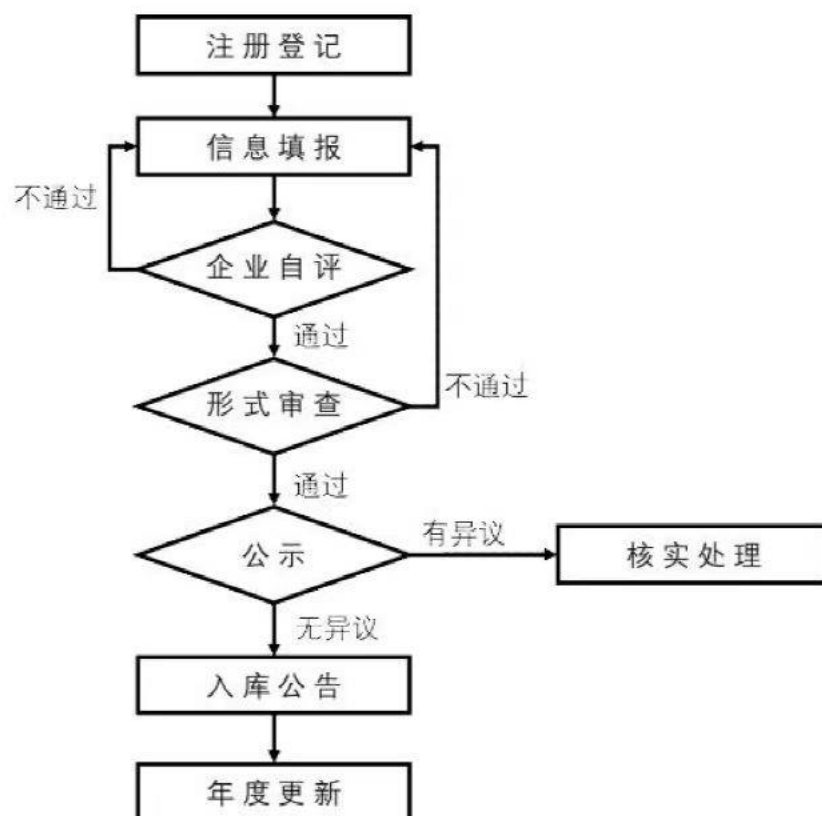 注册登记
信息填报
不通过
企业自评
通过
不通过
形式审查
通过
公示
有异议
核实处理
无异议
入库公告
年度更新